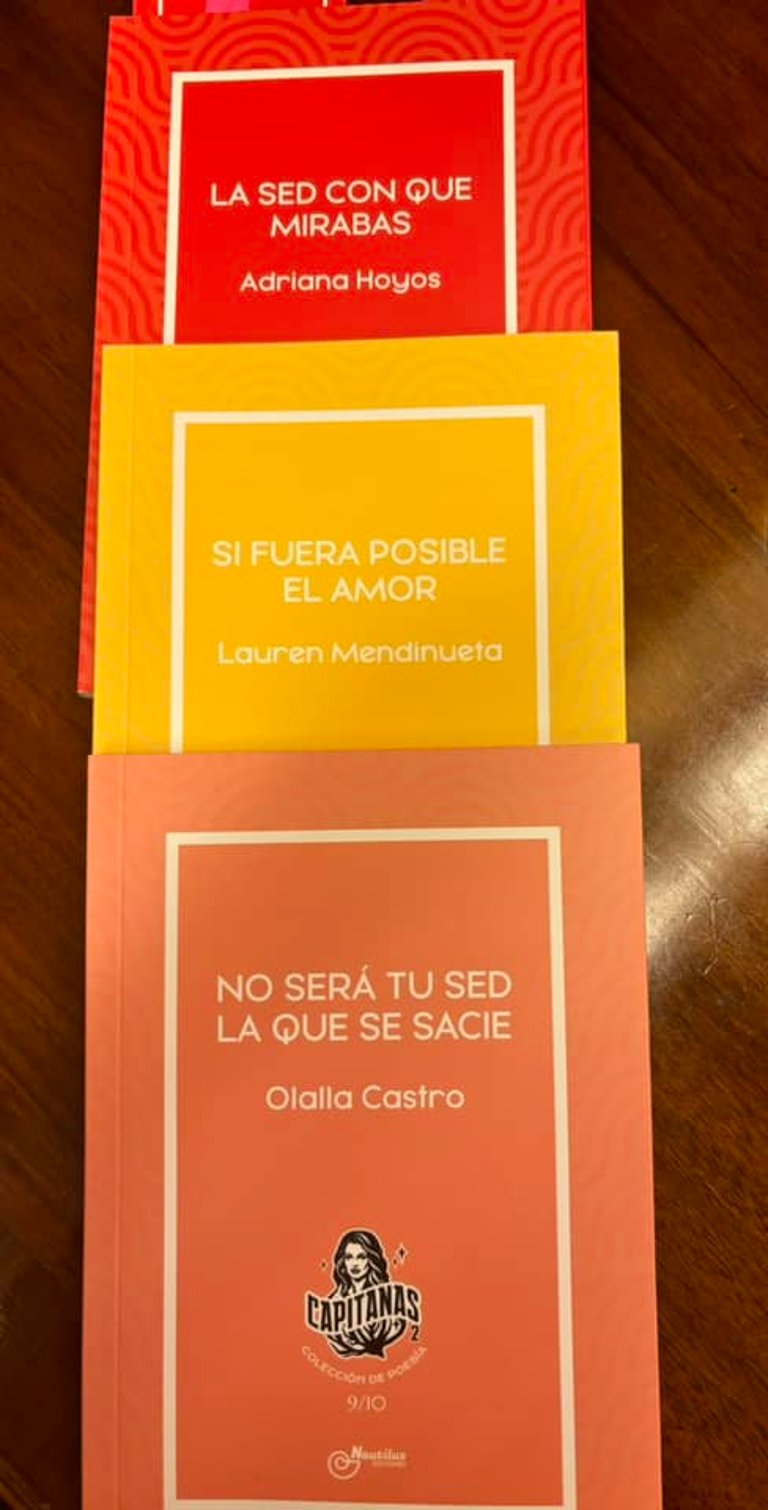 LA SED CON QUE
MIRABAS
Adriana Hoyos
SI FUERA POSIBLE
EL AMOR
Lauren Mendinueta
NO SERÁ TU SED
LA QUE SE SACIE
Olalla Castro
CAPITANAS
2
COLECCIÓN DE POESÍA
9/10
Nautilus
EDICIONES